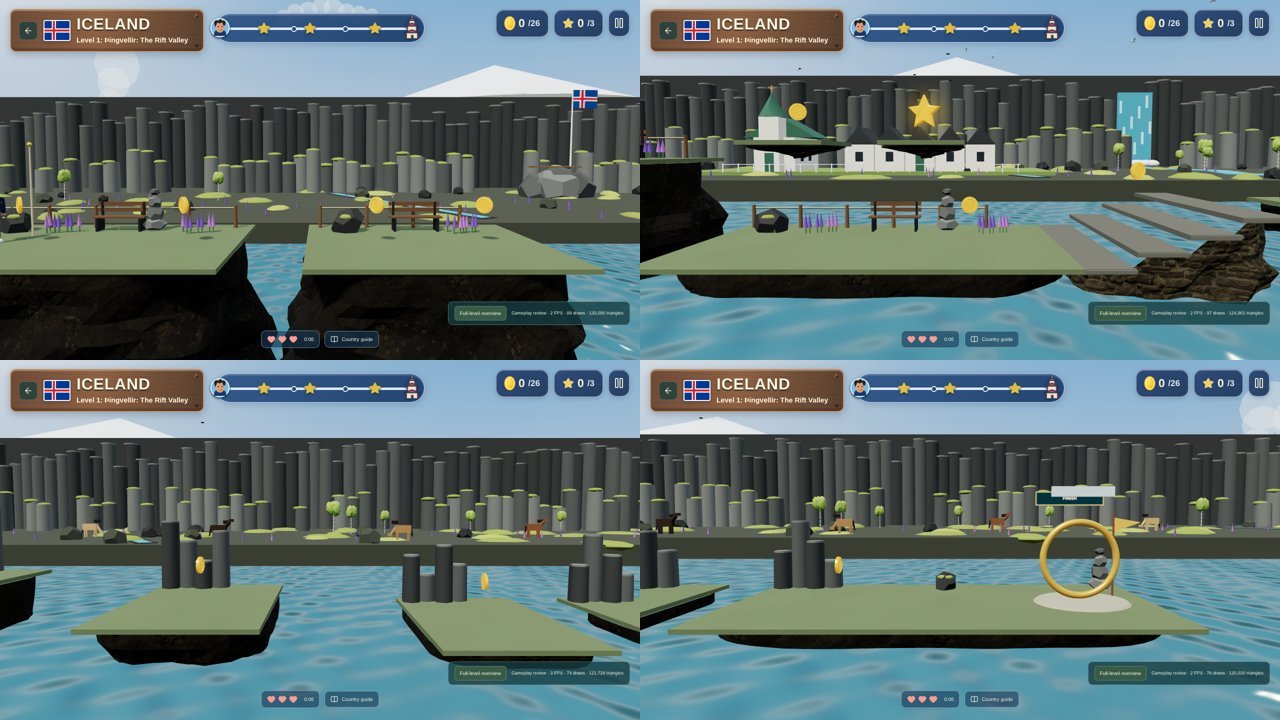 ICELAND
Level 1: Þingvellir: The Rift Valley
0 /26
0 /3
Full-level overview
Gameplay review · 2 FPS · 89 draws · 133,090 triangles
0:06
Country guide
ICELAND
Level 1: Þingvellir: The Rift Valley
0 /26
0 /3
Full-level overview
Gameplay review · 2 FPS · 97 draws · 124,961 triangles
0:06
Country guide
ICELAND
Level 1: Þingvellir: The Rift Valley
0 /26
0 /3
Full-level overview
Gameplay review · 3 FPS · 74 draws · 121,728 triangles
0:06
Country guide
ICELAND
Level 1: Þingvellir: The Rift Valley
0 /26
0 /3
FINISH
Full-level overview
Gameplay review · 2 FPS · 78 draws · 120,030 triangles
0:06
Country guide